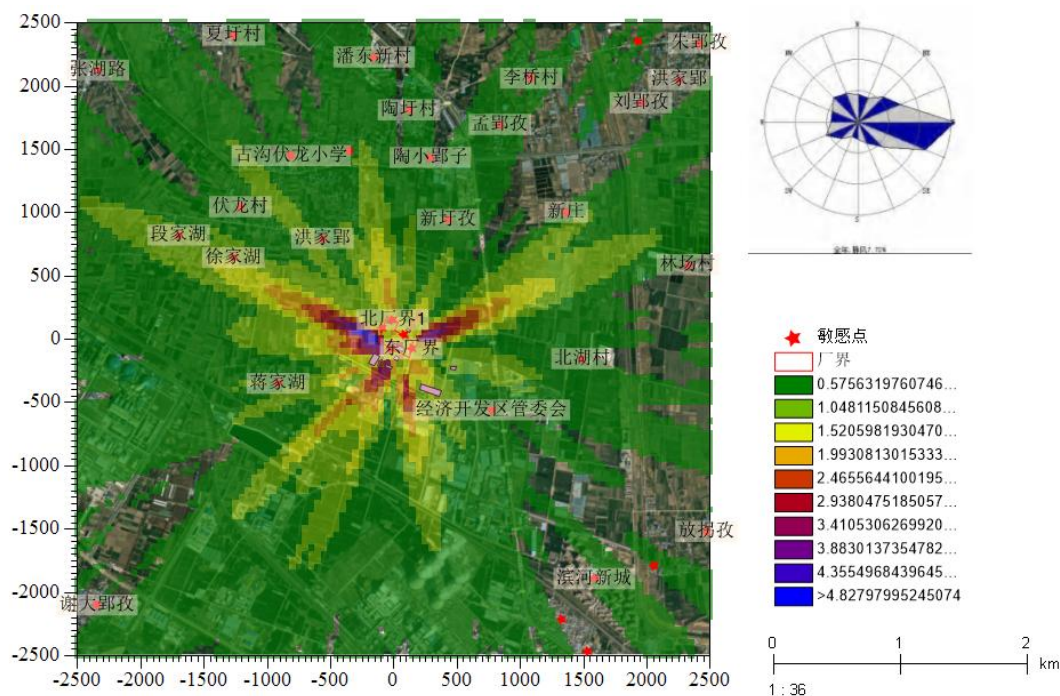 2500
2000
1500
1000
500
0
-500
-1000
-1500
-2000
-2500
-2500
-2000
-1500
-1000
-500
0
500
1000
1500
2000
2500
夏圩村
潘东新村
朱郢孜
张湖路
李桥村
洪家郢
陶圩村
刘郢孜
孟郢孜
古沟伏龙小学
陶小郢子
伏龙村
新圩孜
新庄
段家湖
洪家郢
徐家湖
林场村
北厂界1
东厂界
北湖村
蒋家湖
经济开发区管委会
放拐孜
滨河新城
谢大郢孜
S
敏感点
厂界
0.5756319760746...
1.0481150845608...
1.5205981930470...
1.9930813015333...
2.4655644100195...
2.9380475185057...
3.4105306269920...
3.8830137354782...
4.3554968439645...
>4.82797995245074
0
1
2
km
1 : 36